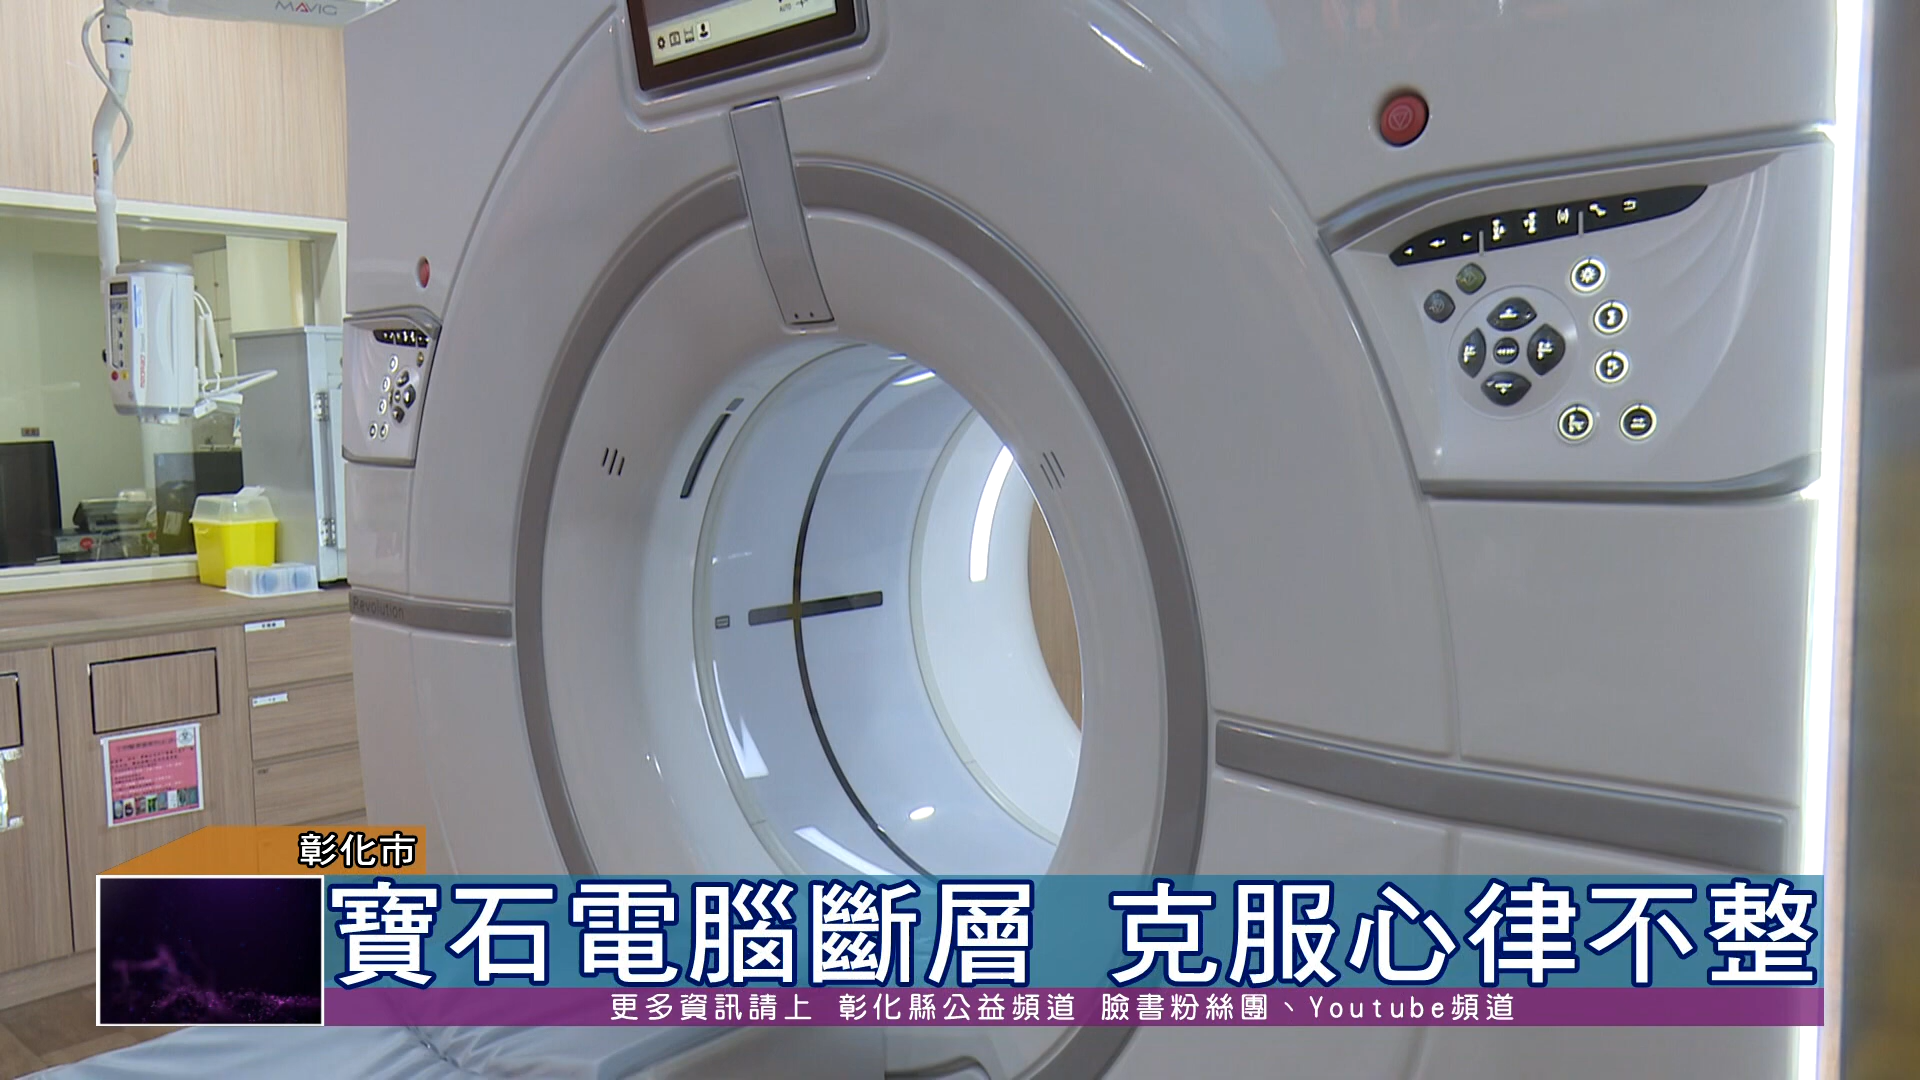 MAVIG
AUTO
Revolution
彰化市
寶石電腦斷層 克服心律不整
更多資訊請上 彰化縣公益頻道 臉書粉絲團、Youtube頻道